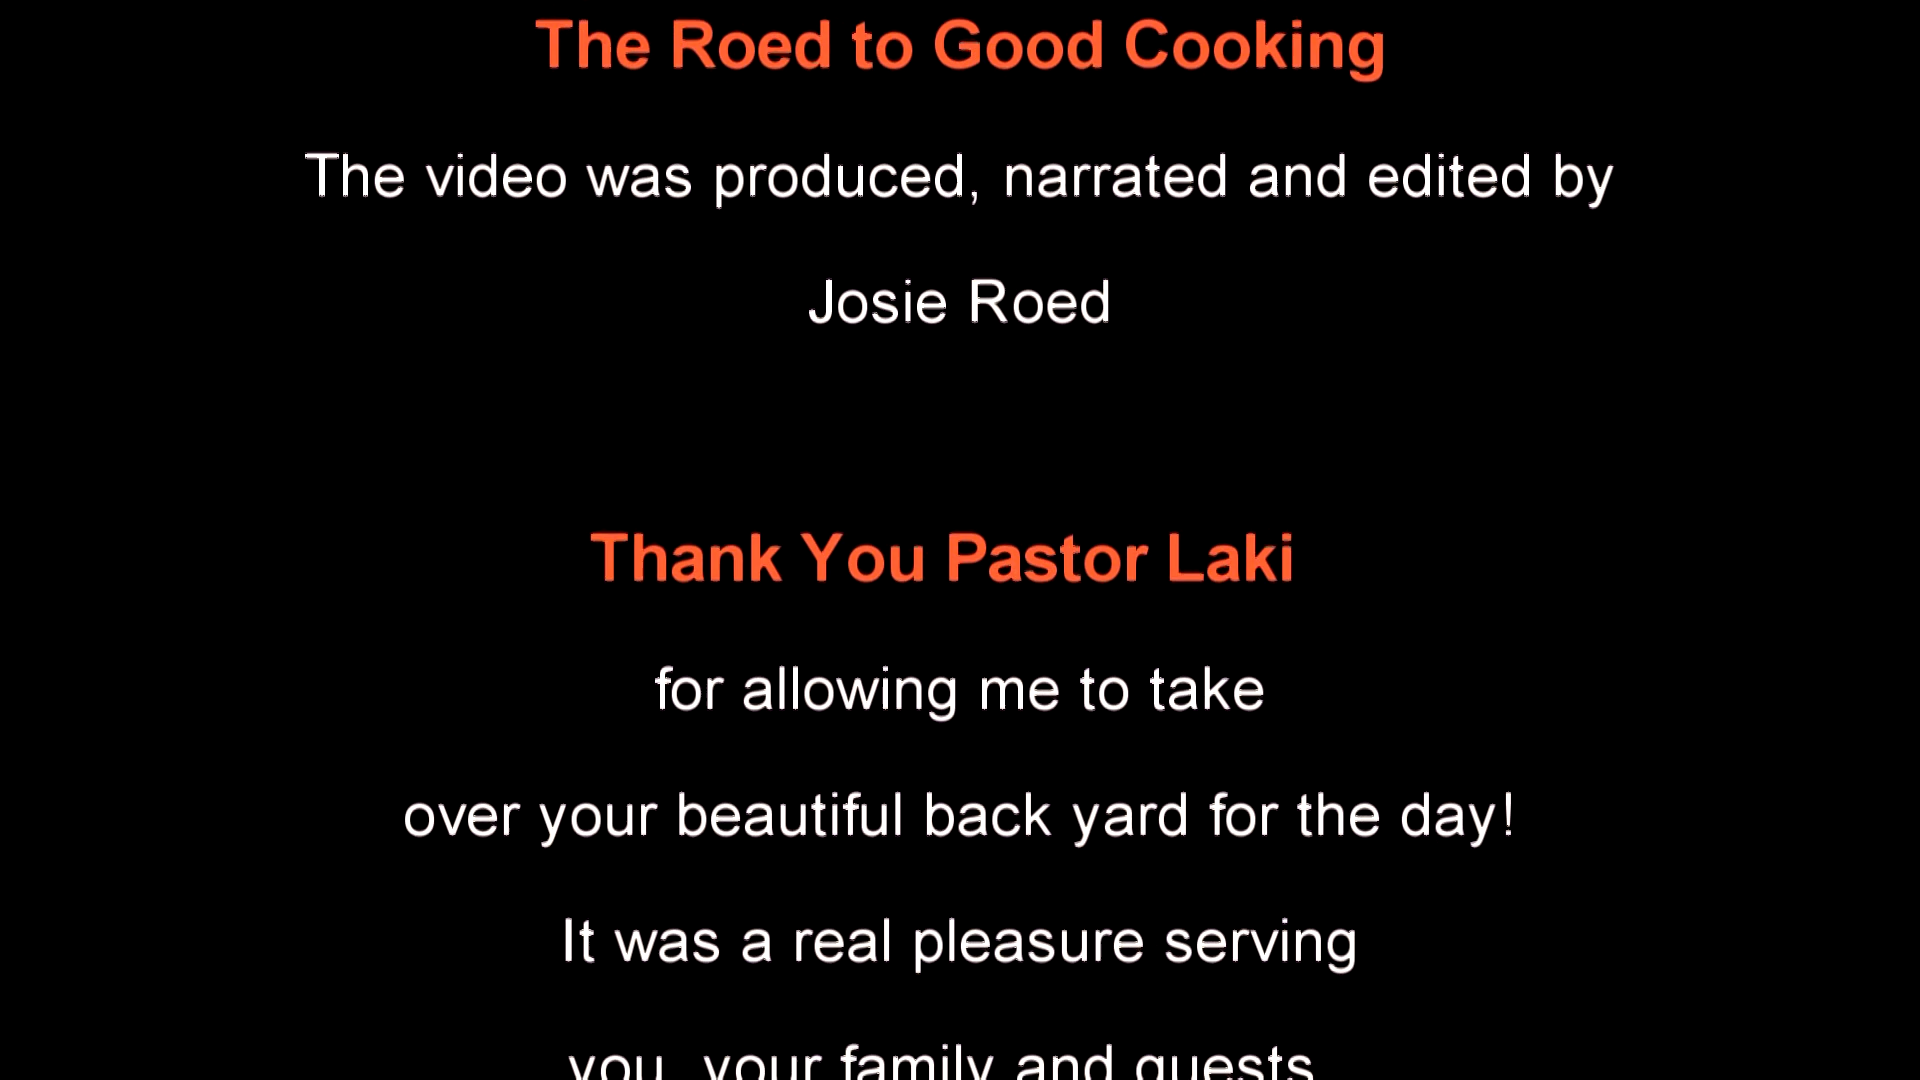 The Roed to Good Cooking
The video was produced, narrated and edited by
Josie Roed
Thank You Pastor Laki
for allowing me to take
over your beautiful back yard for the day!
It was a real pleasure serving
you, your family and guests